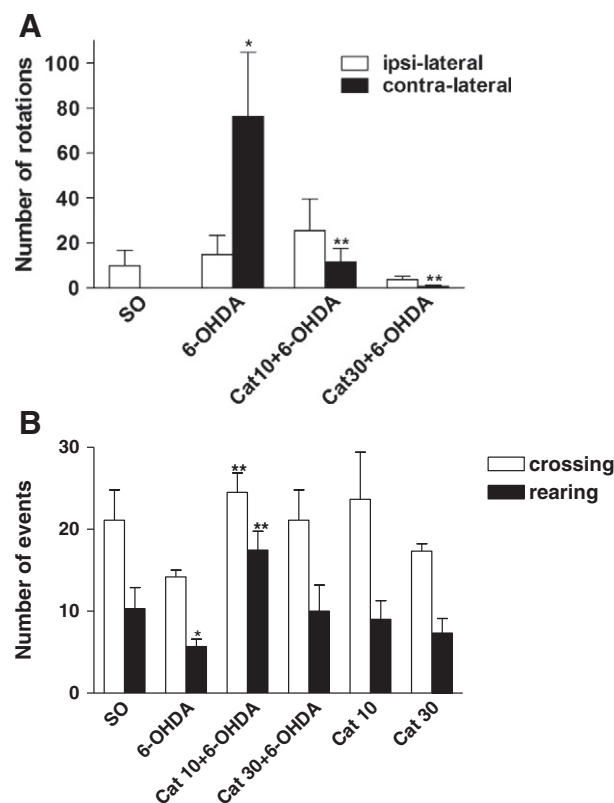 A
Number of rotations
100
80
60
40
20
0
*
**
**
ipsi-lateral
contra-lateral
SO
6-OHDA
Cat10+6-OHDA
Cat30+6-OHDA
B
Number of events
30
20
10
0
*
**
**
crossing
rearing
SO
6-OHDA
Cat 10+6-OHDA
Cat 30+6-OHDA
Cat 10
Cat 30